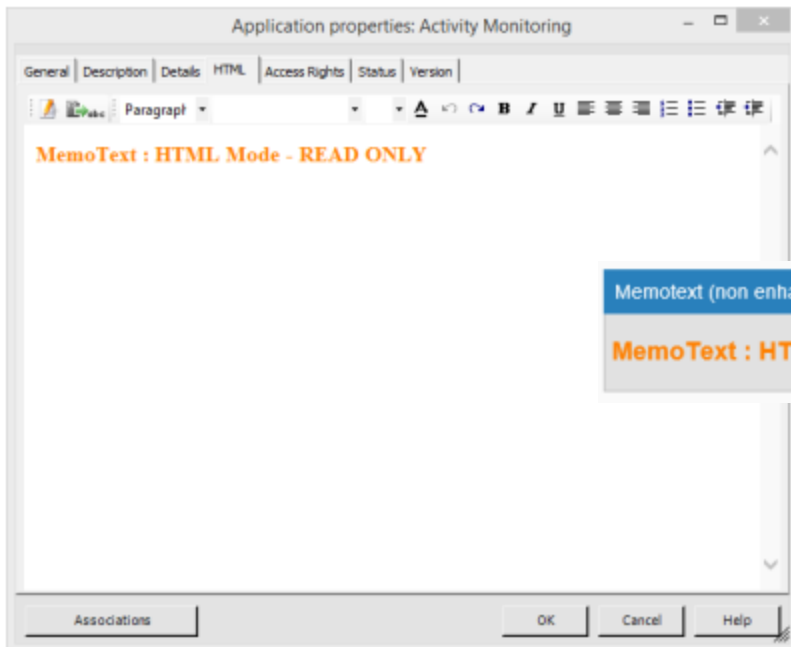 Application properties: Activity Monitoring
General Description Details HTML Access Rights Status Version
abc Paragraph A B I U
MemoText : HTML Mode - READ ONLY
Memotext (non enha
MemoText : HT
Associations OK Cancel Help